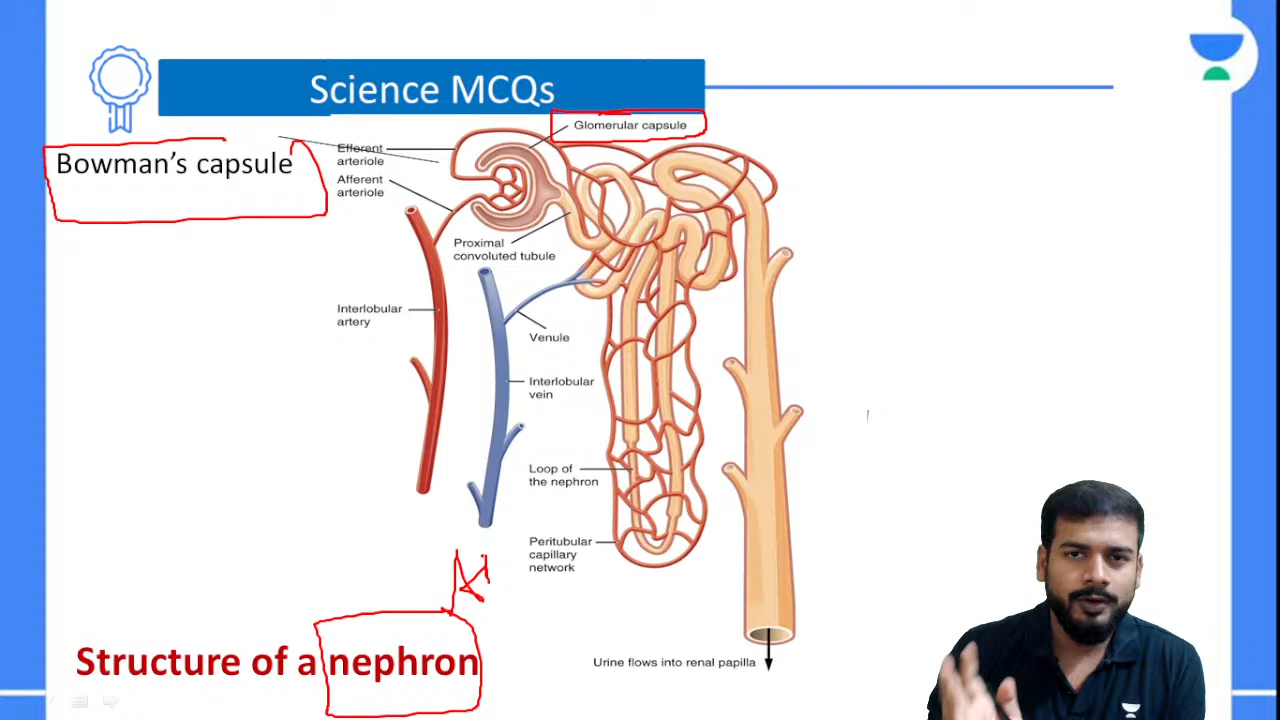 Science MCQs
Glomerular capsule
Bowman's capsule
Efferent
arteriole
Afferent
arteriole
Proximal
convoluted tubule
Interlobular
artery
Venule
Interlobular
vein
Loop of
the nephron
Peritubular
capillary
network
Structure of a nephron
Urine flows into renal papilla